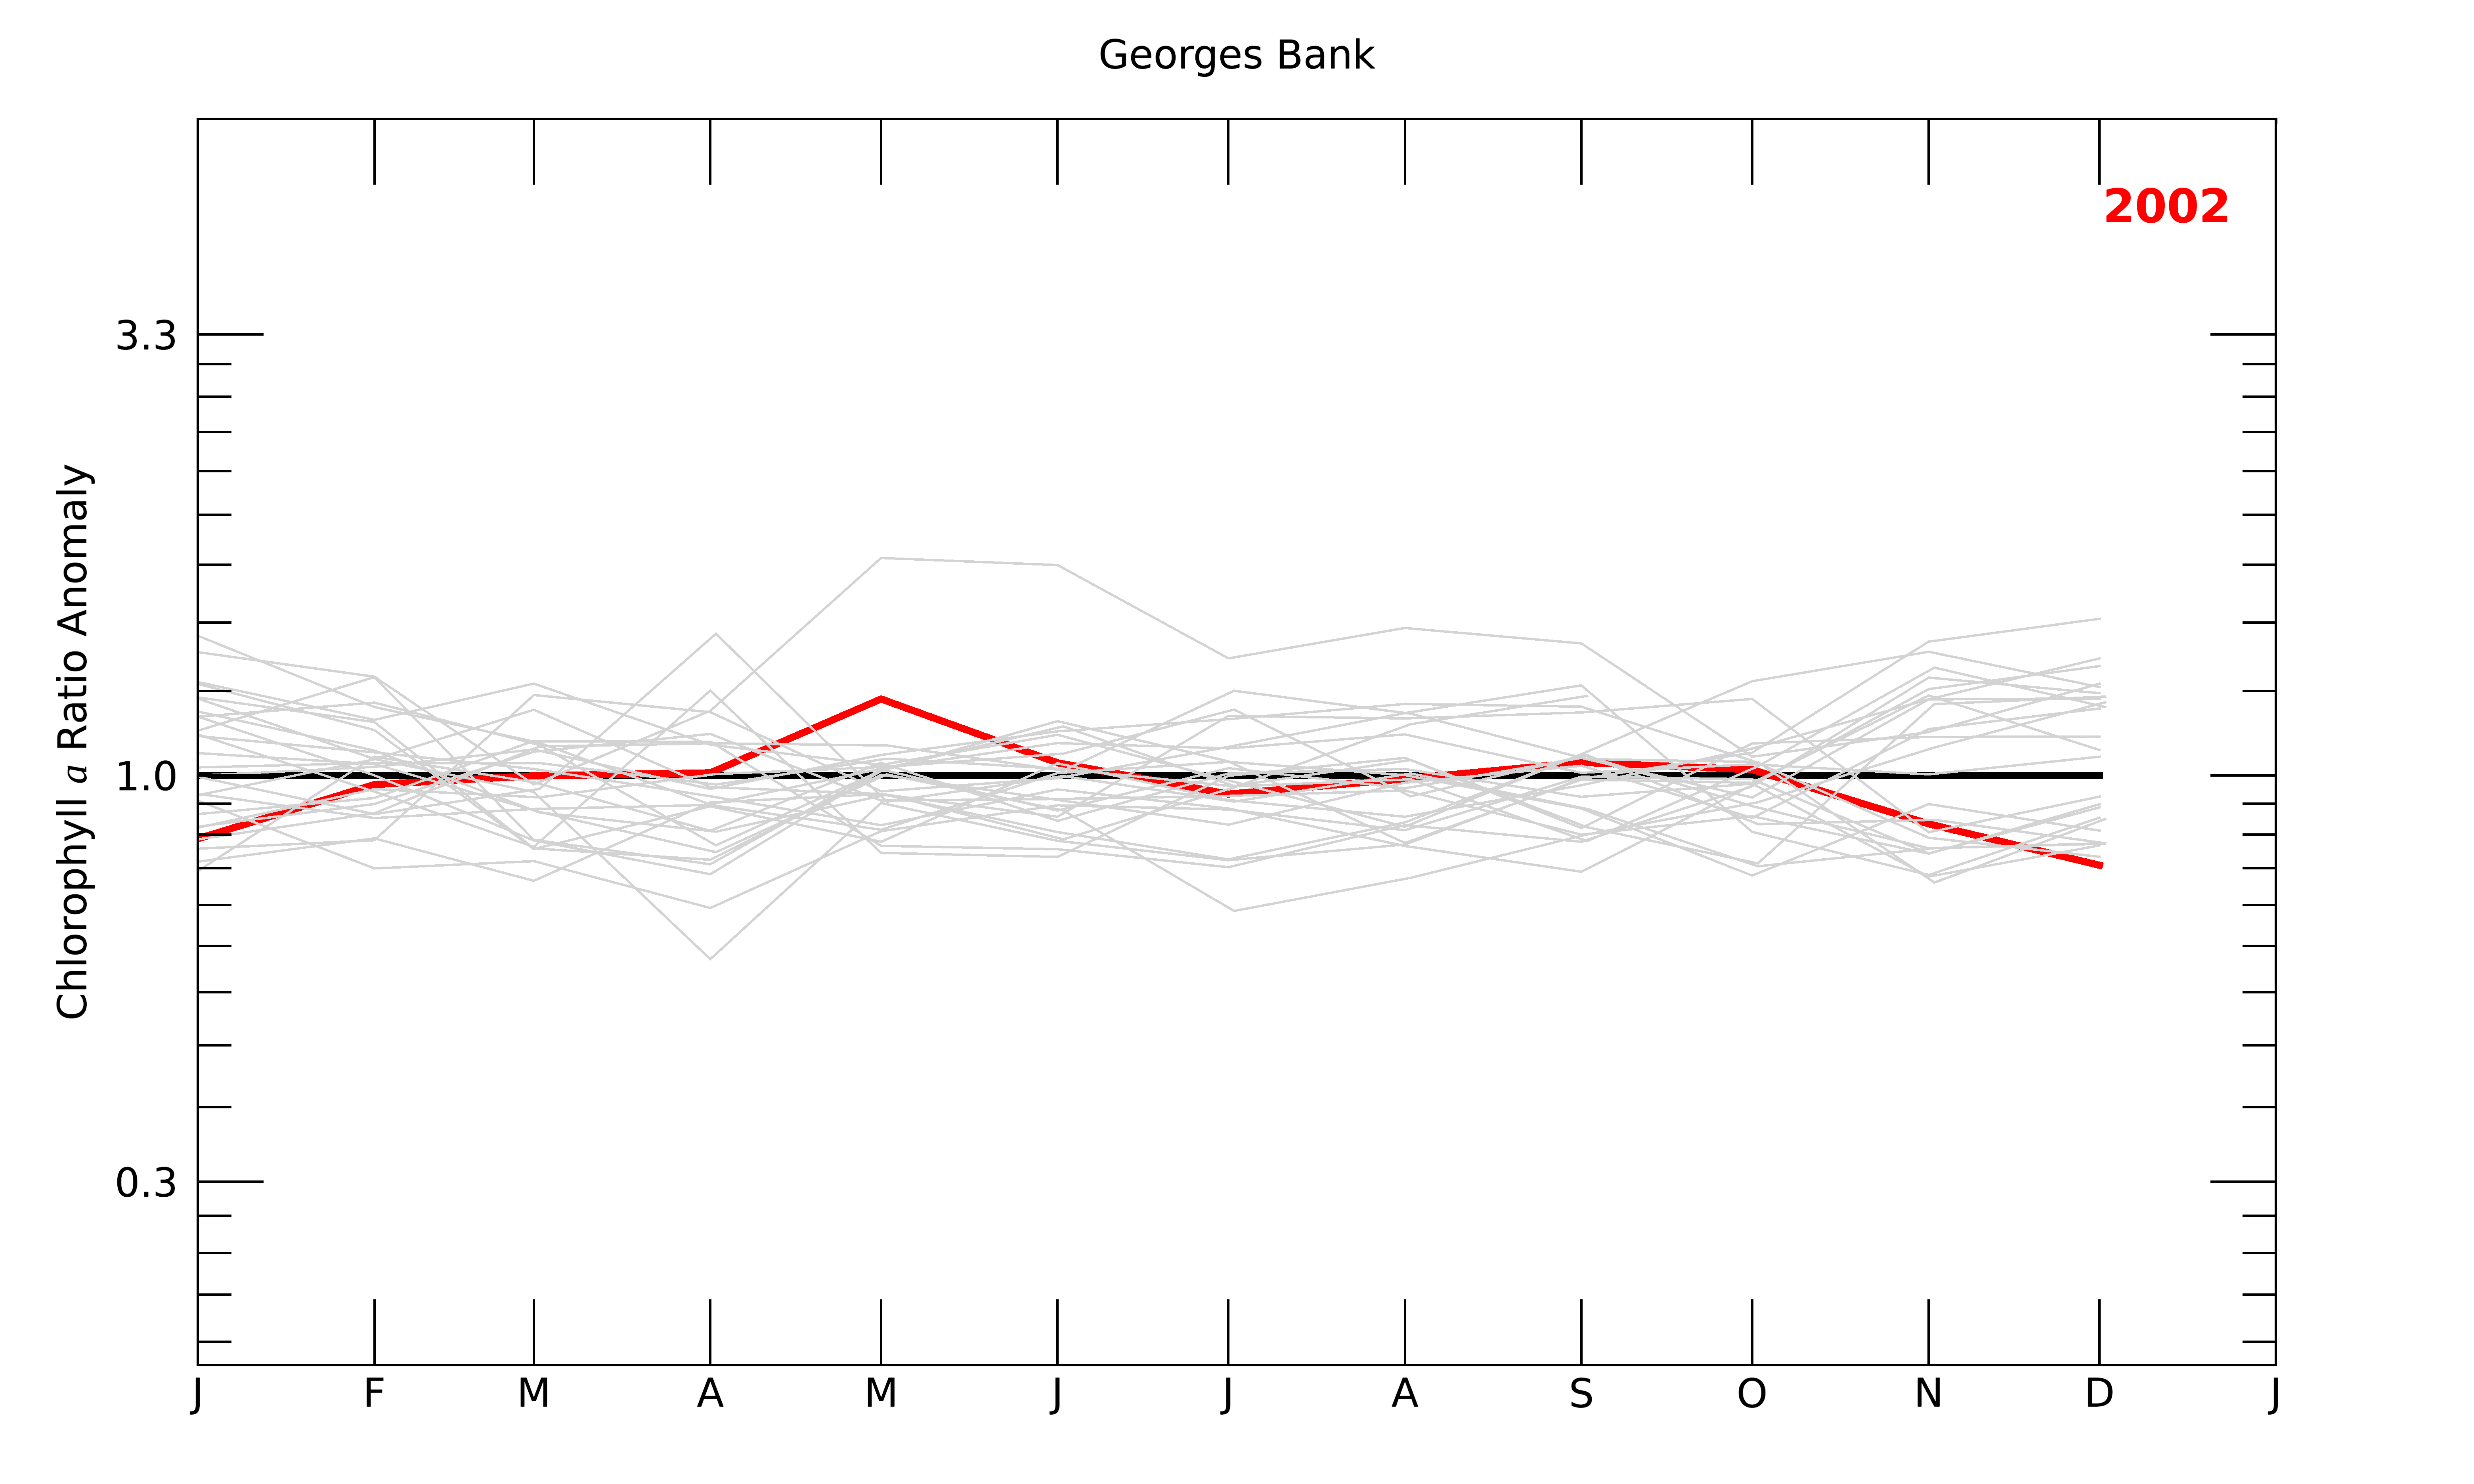 Georges Bank
2002
Chlorophyll a Ratio Anomaly
3.3
1.0
0.3
J F M A M J J A S O N D J